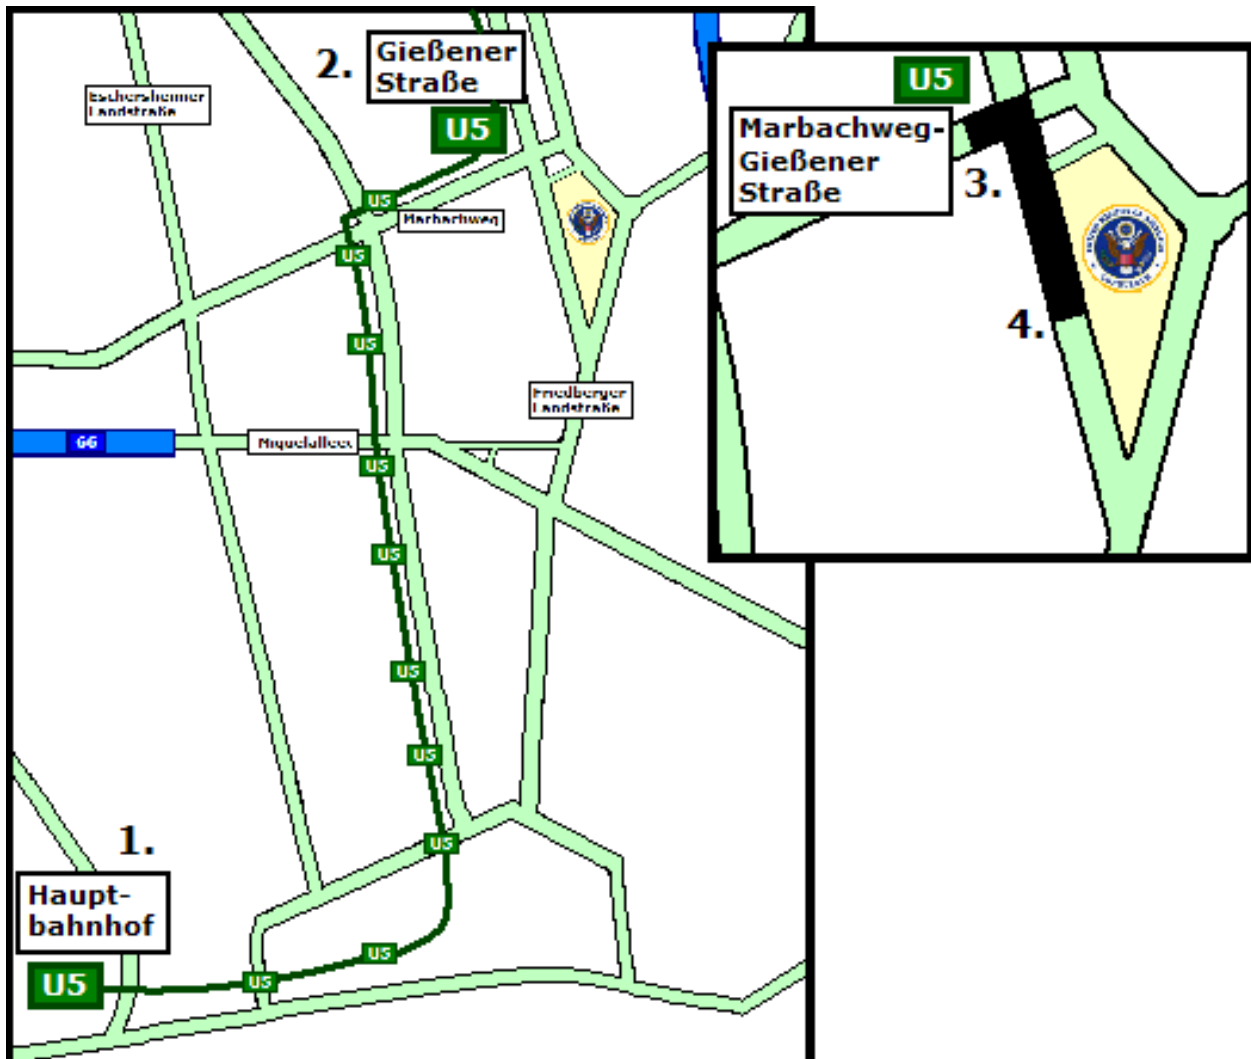 2.
Gießener
Straße
U5
Eschersheimer
Landstraße
U5
Marbachweg
U5
U5
Friedberger
Landstraße
66
Miquelallee
U5
U5
U5
U5
U5
1.
Haupt-
bahnhof
U5
U5
U5
U5
Marbachweg-
Gießener
Straße
3.
4.